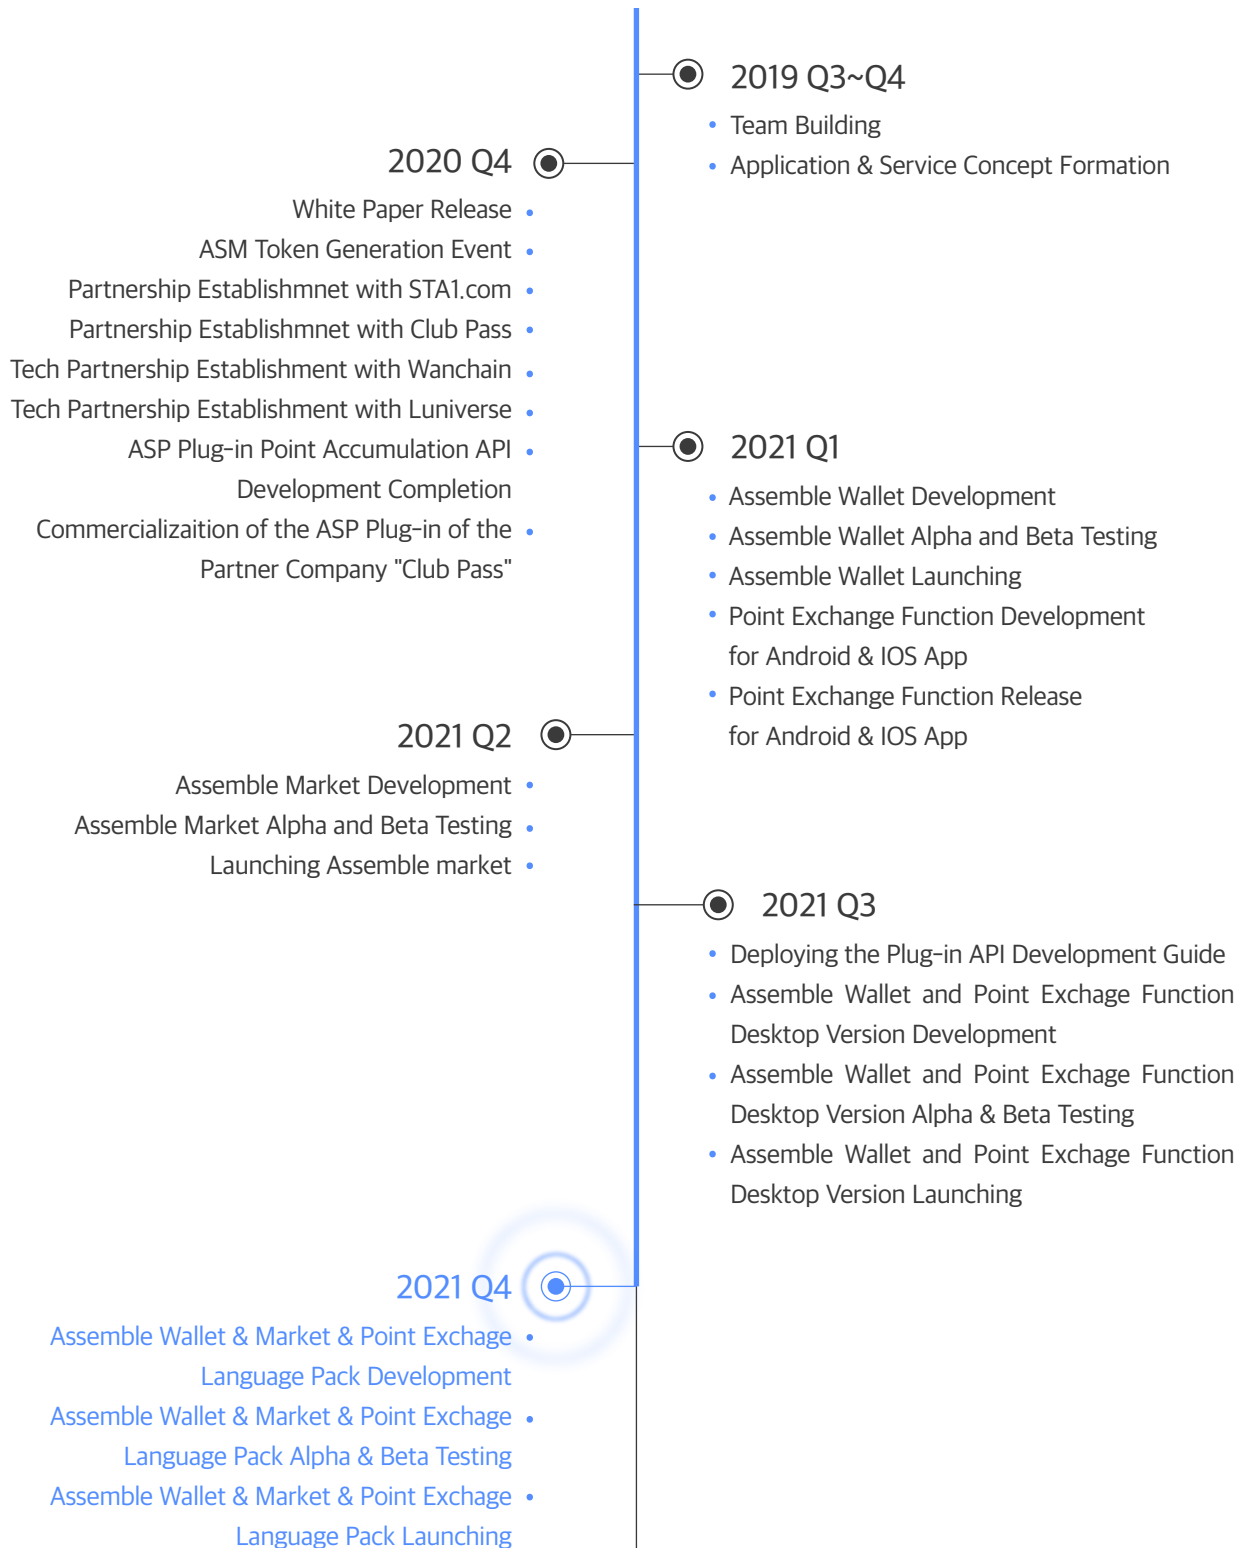 2019 Q3~Q4
• Team Building
• Application & Service Concept Formation
2020 Q4
White Paper Release •
ASM Token Generation Event •
Partnership Establishmnet with STA1.com •
Partnership Establishmnet with Club Pass •
Tech Partnership Establishment with Wanchain •
Tech Partnership Establishment with Luniverse •
ASP Plug-in Point Accumulation API •
Development Completion
Commercializaition of the ASP Plug-in of the •
Partner Company "Club Pass"
2021 Q1
• Assemble Wallet Development
• Assemble Wallet Alpha and Beta Testing
• Assemble Wallet Launching
• Point Exchange Function Development
for Android & IOS App
• Point Exchange Function Release
for Android & IOS App
2021 Q2
Assemble Market Development •
Assemble Market Alpha and Beta Testing •
Launching Assemble market •
2021 Q3
• Deploying the Plug-in API Development Guide
• Assemble Wallet and Point Exchage Function
Desktop Version Development
• Assemble Wallet and Point Exchage Function
Desktop Version Alpha & Beta Testing
• Assemble Wallet and Point Exchage Function
Desktop Version Launching
2021 Q4
Assemble Wallet & Market & Point Exchage •
Language Pack Development
Assemble Wallet & Market & Point Exchage •
Language Pack Alpha & Beta Testing
Assemble Wallet & Market & Point Exchage •
Language Pack Launching